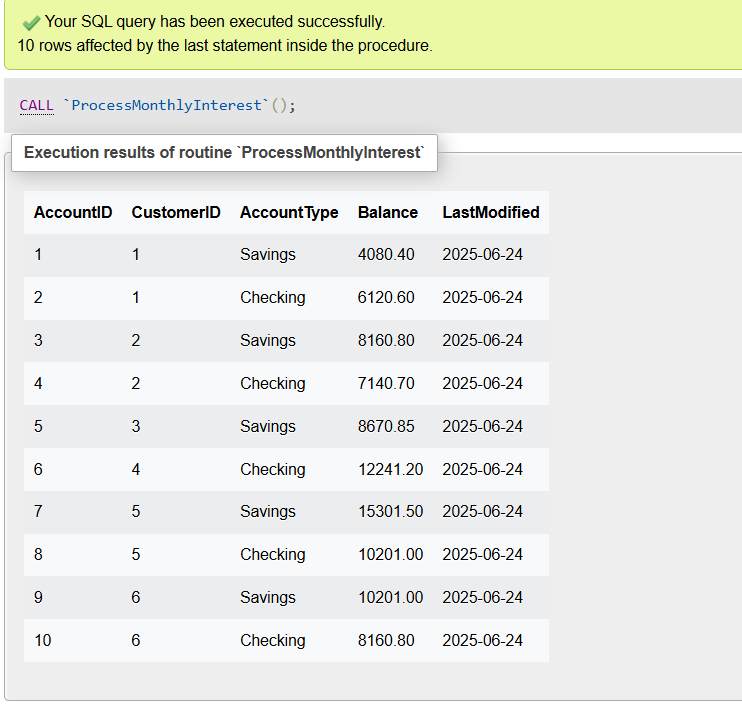 Your SQL query has been executed successfully.
10 rows affected by the last statement inside the procedure.
CALL `ProcessMonthlyInterest`();
Execution results of routine `ProcessMonthlyInterest`
AccountID CustomerID AccountType Balance LastModified
1 1 Savings 4080.40 2025-06-24
2 1 Checking 6120.60 2025-06-24
3 2 Savings 8160.80 2025-06-24
4 2 Checking 7140.70 2025-06-24
5 3 Savings 8670.85 2025-06-24
6 4 Checking 12241.20 2025-06-24
7 5 Savings 15301.50 2025-06-24
8 5 Checking 10201.00 2025-06-24
9 6 Savings 10201.00 2025-06-24
10 6 Checking 8160.80 2025-06-24